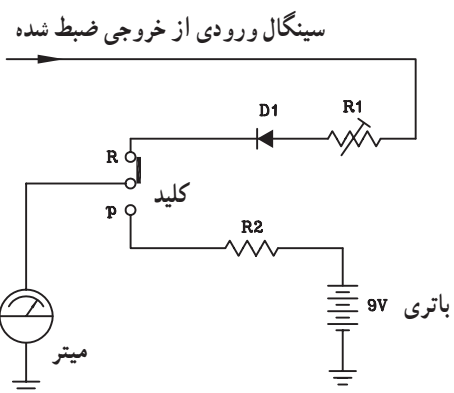 سینگال ورودی از خروجی ضبط شده
D1
R1
R
کلید
p
R2
9V
باتری
میتر